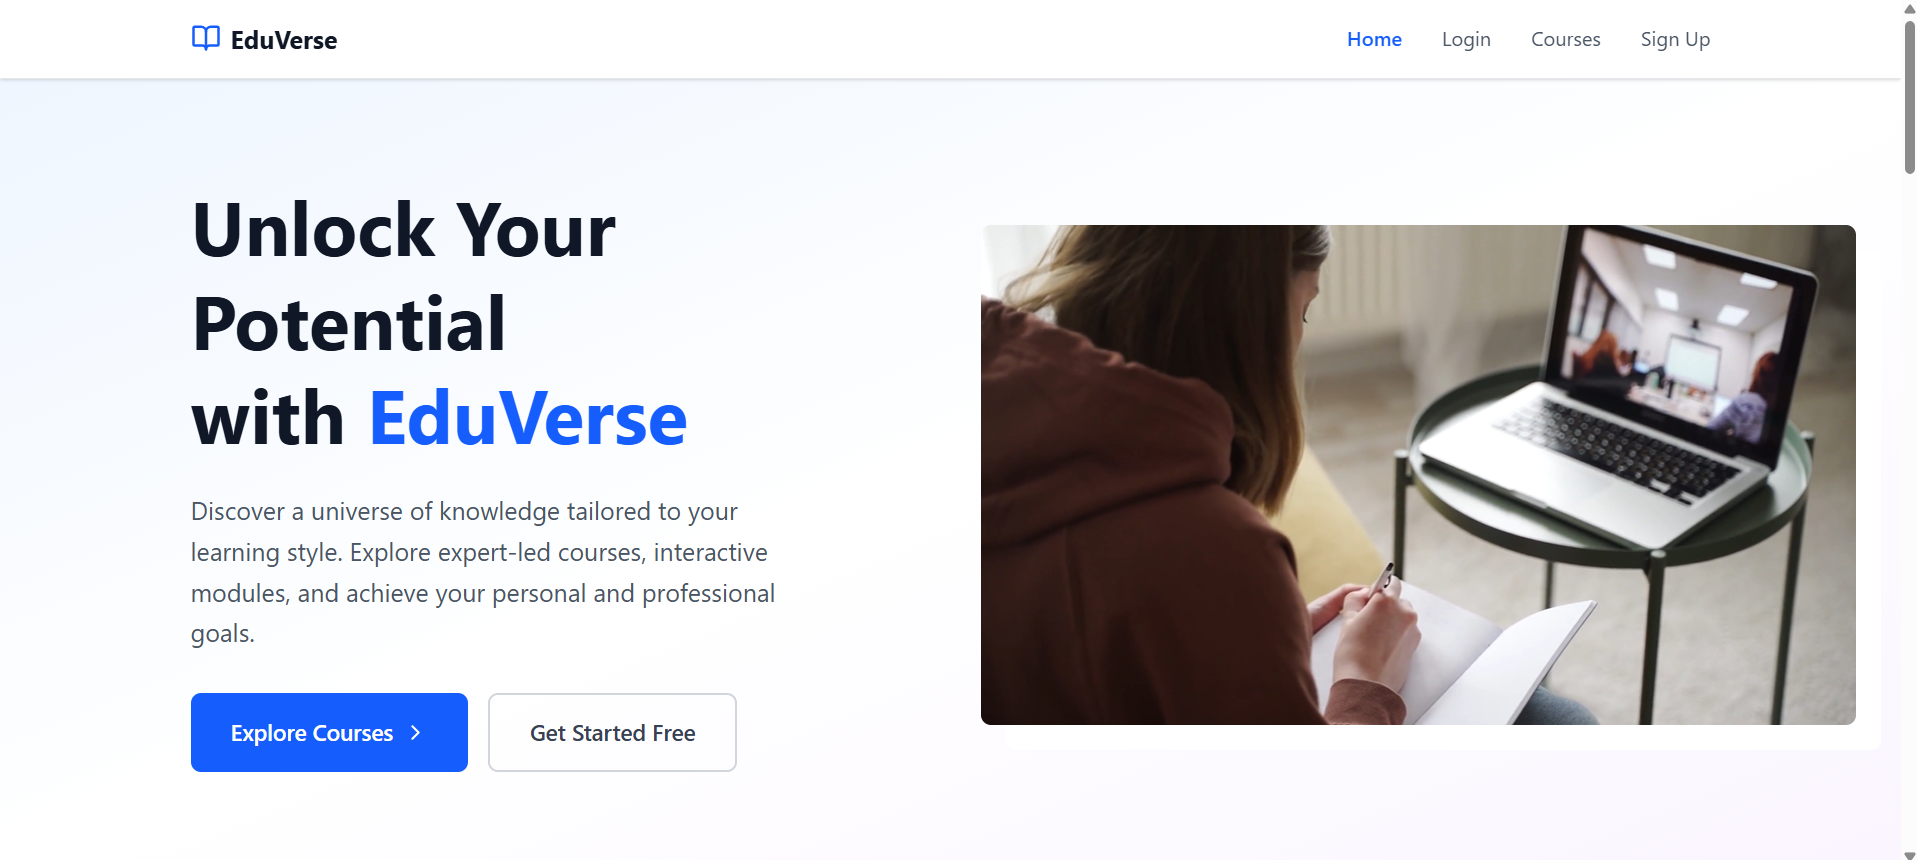 EduVerse
Home
Login
Courses
Sign Up
Unlock Your
Potential
with EduVerse
Discover a universe of knowledge tailored to your
learning style. Explore expert-led courses, interactive
modules, and achieve your personal and professional
goals.
Explore Courses
Get Started Free